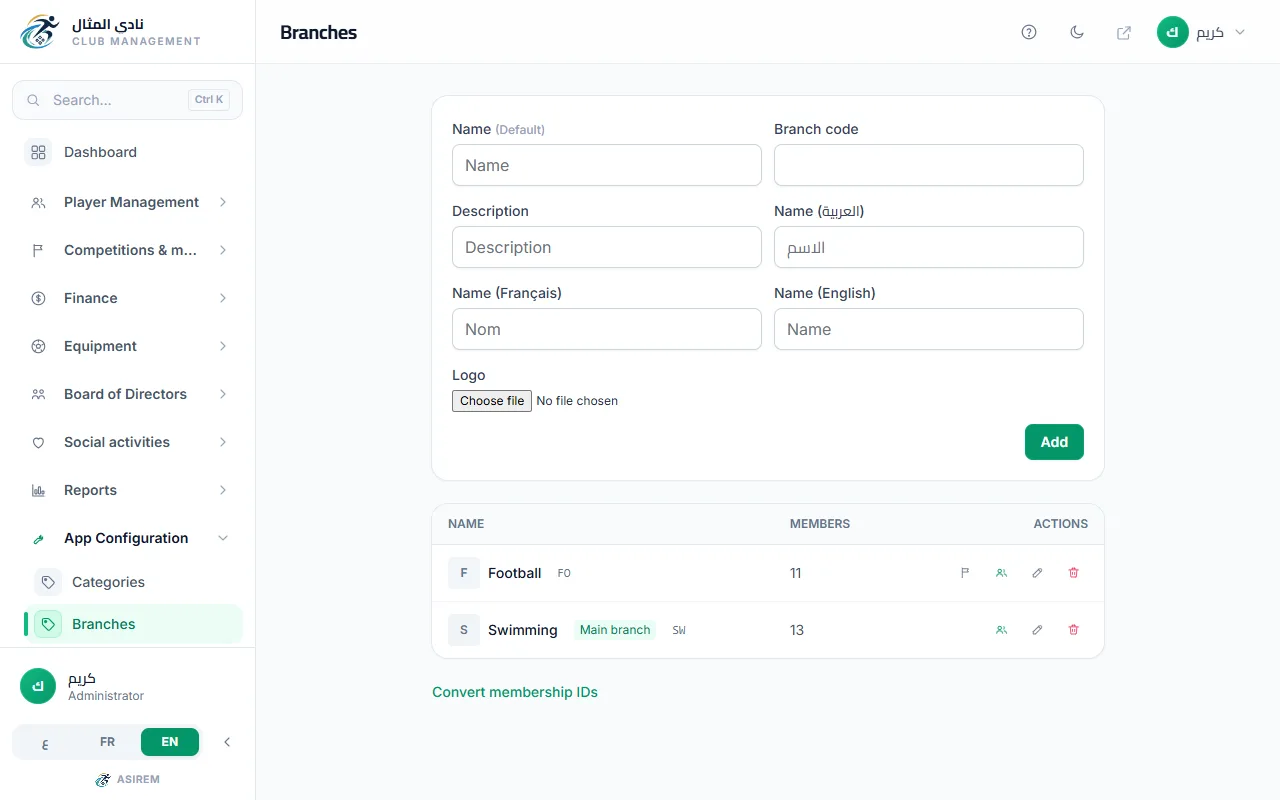 نادي المثال
CLUB MANAGEMENT
Search...
Ctrl K
Dashboard
Player Management
Competitions & m...
Finance
Equipment
Board of Directors
Social activities
Reports
App Configuration
Categories
Branches
ك
كريم
Administrator
ع
FR
EN
ASIREM
Branches
ك
كريم
Name (Default)
Branch code
Name
Description
Name (العربية)
Description
الاسم
Name (Français)
Name (English)
Nom
Name
Logo
Choose file No file chosen
Add
NAME MEMBERS ACTIONS
F Football FO 11
S Swimming Main branch SW 13
Convert membership IDs